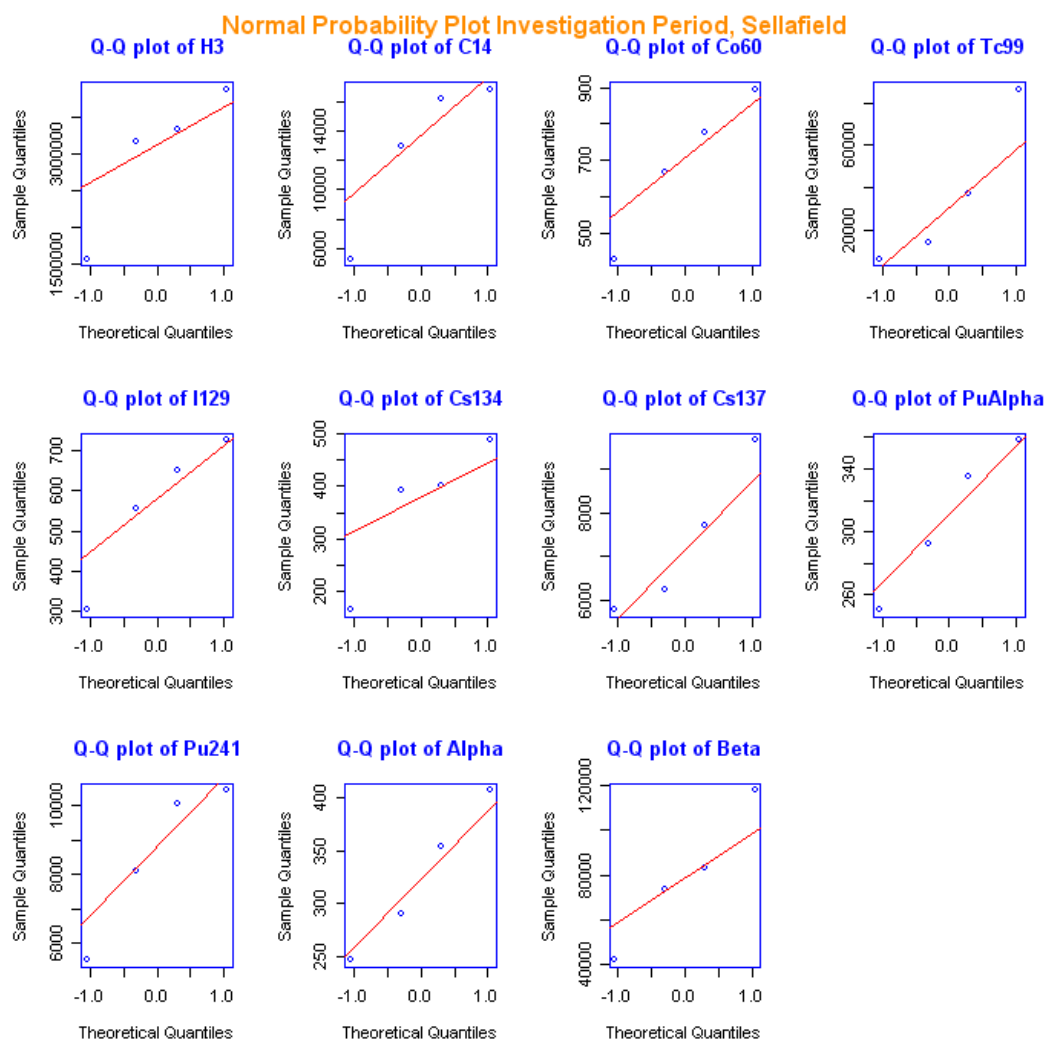 Normal Probability Plot Investigation Period, Sellafield
Q-Q plot of H3
Sample Quantiles
1500000 3000000
-1.0 0.0 1.0
Theoretical Quantiles
Q-Q plot of C14
Sample Quantiles
6000 10000 14000
-1.0 0.0 1.0
Theoretical Quantiles
Q-Q plot of Co60
Sample Quantiles
500 700 900
-1.0 0.0 1.0
Theoretical Quantiles
Q-Q plot of Tc99
Sample Quantiles
20000 60000
-1.0 0.0 1.0
Theoretical Quantiles
Q-Q plot of I129
Sample Quantiles
300 400 500 600 700
-1.0 0.0 1.0
Theoretical Quantiles
Q-Q plot of Cs134
Sample Quantiles
200 300 400 500
-1.0 0.0 1.0
Theoretical Quantiles
Q-Q plot of Cs137
Sample Quantiles
6000 8000
-1.0 0.0 1.0
Theoretical Quantiles
Q-Q plot of PuAlpha
Sample Quantiles
260 300 340
-1.0 0.0 1.0
Theoretical Quantiles
Q-Q plot of Pu241
Sample Quantiles
6000 8000 10000
-1.0 0.0 1.0
Theoretical Quantiles
Q-Q plot of Alpha
Sample Quantiles
250 300 350 400
-1.0 0.0 1.0
Theoretical Quantiles
Q-Q plot of Beta
Sample Quantiles
40000 80000 120000
-1.0 0.0 1.0
Theoretical Quantiles